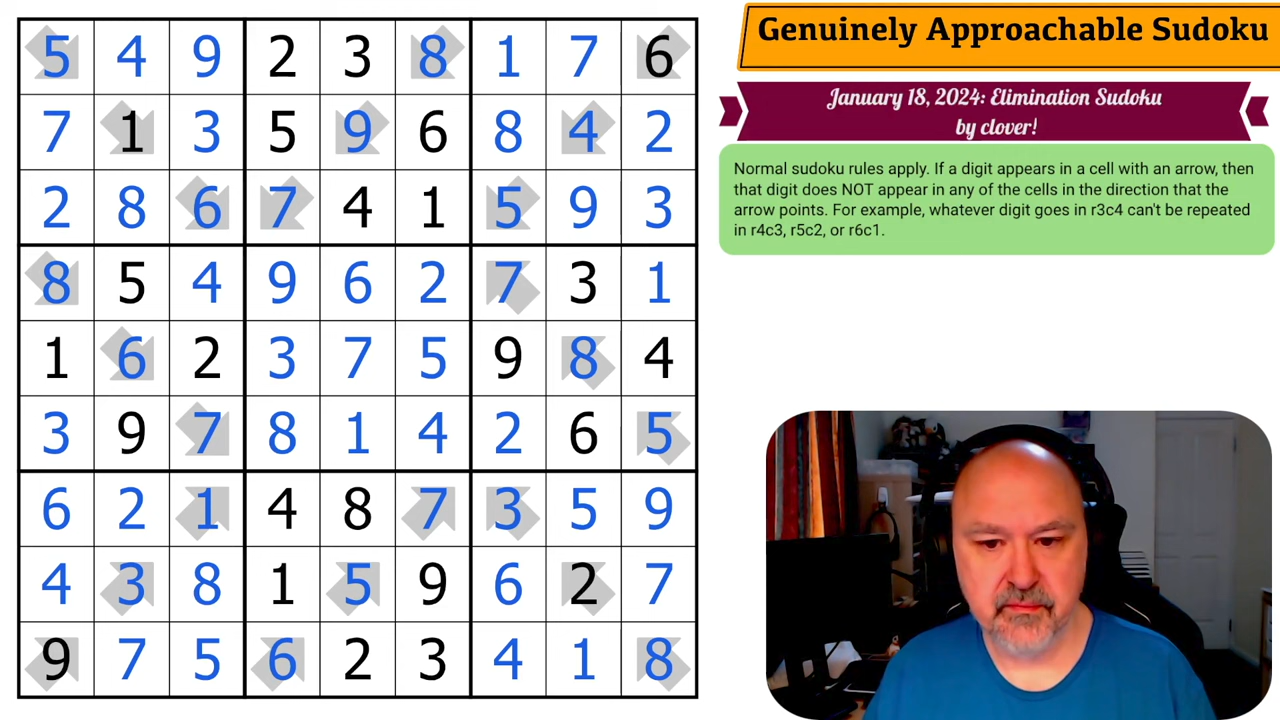 Genuinely Approachable Sudoku
January 18, 2024: Elimination Sudoku
by clover!
Normal sudoku rules apply. If a digit appears in a cell with an arrow, then
that digit does NOT appear in any of the cells in the direction that the
arrow points. For example, whatever digit goes in r3c4 can't be repeated
in r4c3, r5c2, or r6c1.
5 4 9 2 3 8 1 7 6
7 1 3 5 9 6 8 4 2
2 8 6 7 4 1 5 9 3
8 5 4 9 6 2 7 3 1
1 6 2 3 7 5 9 8 4
3 9 7 8 1 4 2 6 5
6 2 1 4 8 7 3 5 9
4 3 8 1 5 9 6 2 7
9 7 5 6 2 3 4 1 8